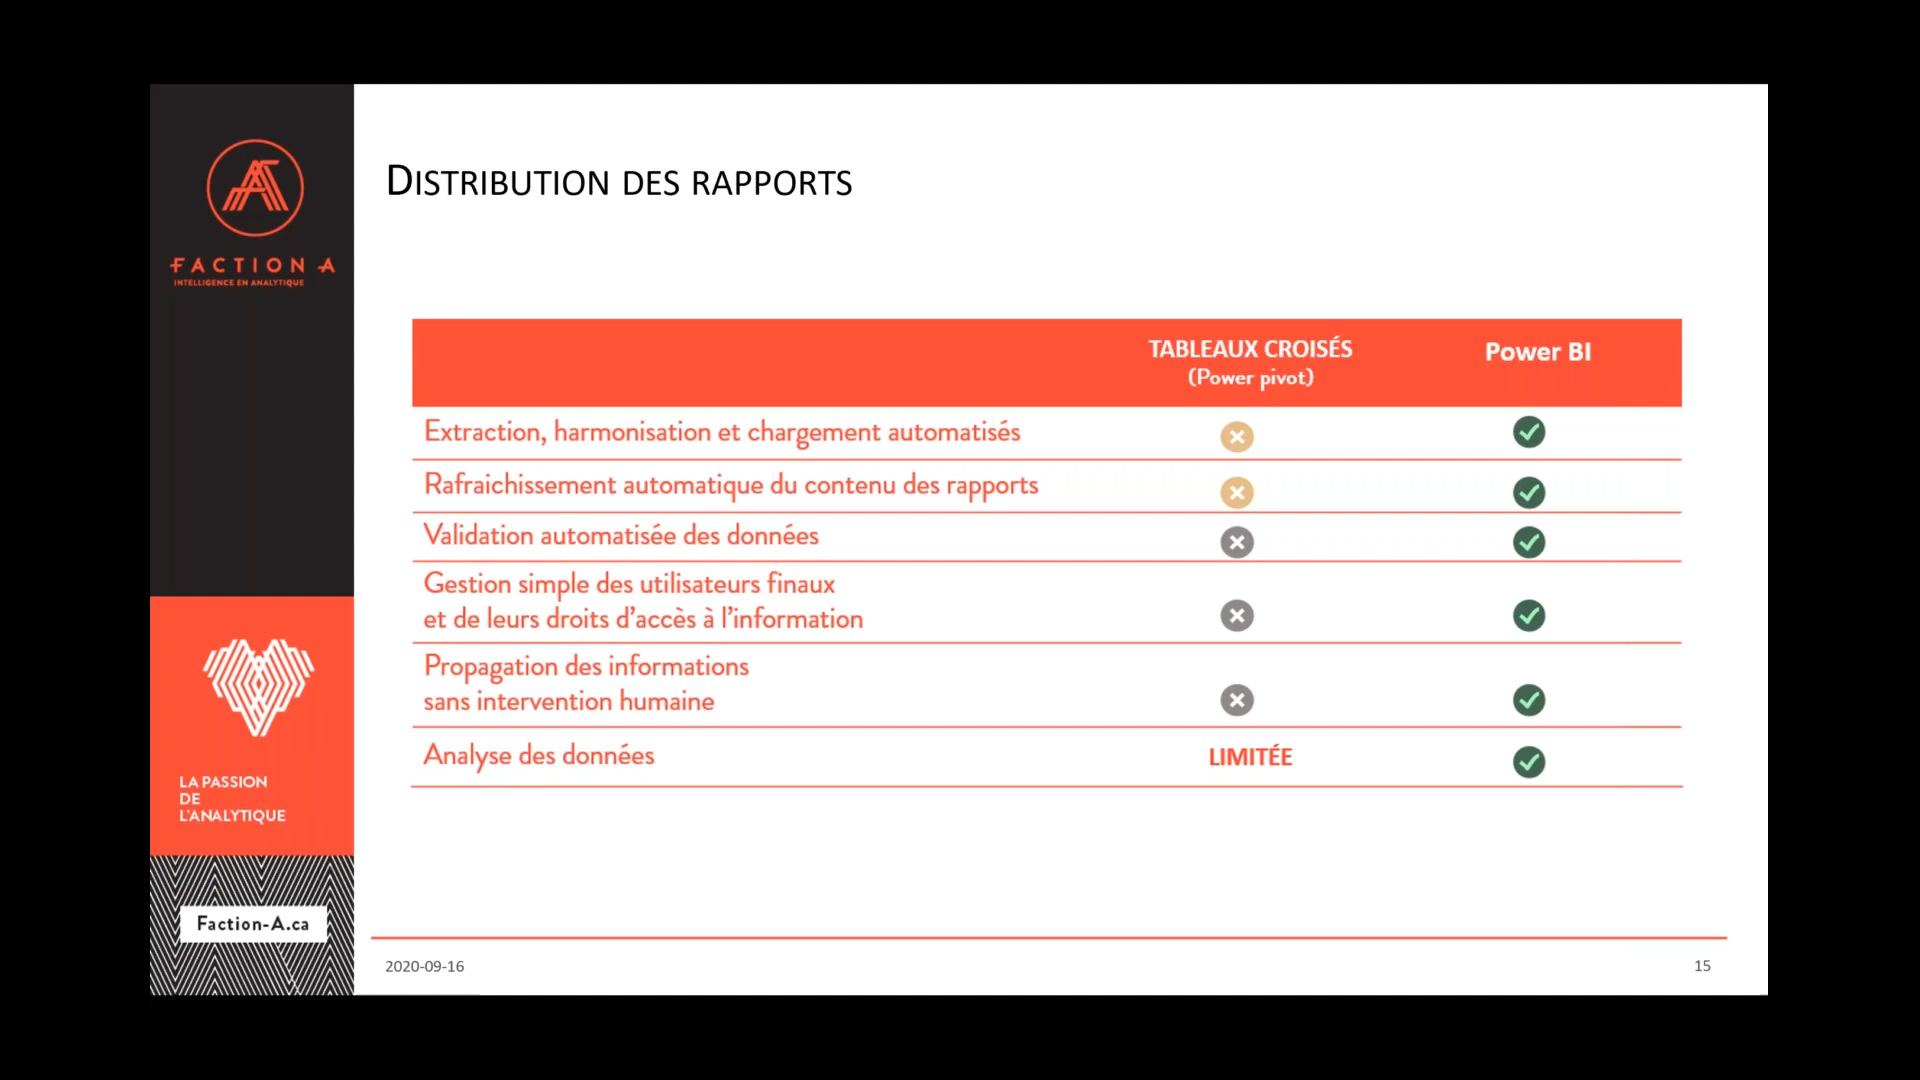 FACTION A
INTELLIGENCE EN ANALYTIQUE
LA PASSION
DE
L'ANALYTIQUE
Faction-A.ca
DISTRIBUTION DES RAPPORTS
TABLEAUX CROISÉS
(Power pivot)
Power BI
Extraction, harmonisation et chargement automatisés
Rafraichissement automatique du contenu des rapports
Validation automatisée des données
Gestion simple des utilisateurs finaux
et de leurs droits d'accès à l'information
Propagation des informations
sans intervention humaine
Analyse des données LIMITÉE
2020-09-16
15